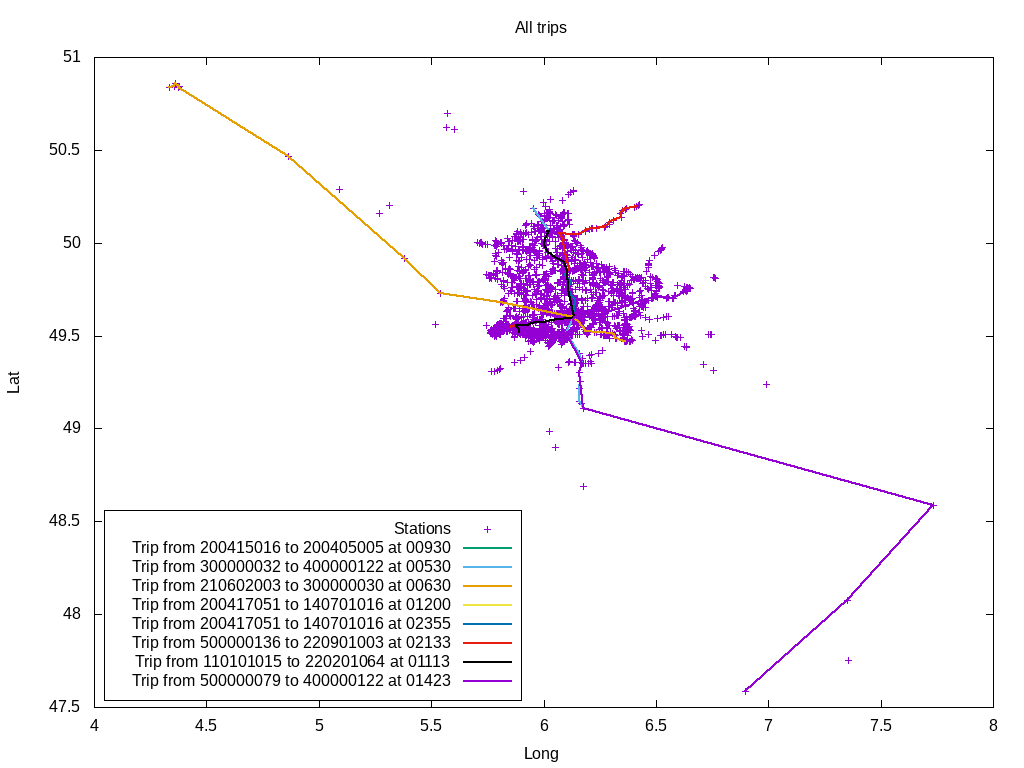 All trips
51
50.5
50
49.5
49
48.5
48
47.5
Lat
Stations
Trip from 200415016 to 200405005 at 00930
Trip from 300000032 to 400000122 at 00530
Trip from 210602003 to 300000030 at 00630
Trip from 200417051 to 140701016 at 01200
Trip from 200417051 to 140701016 at 02355
Trip from 500000136 to 220901003 at 02133
Trip from 110101015 to 220201064 at 01113
Trip from 500000079 to 400000122 at 01423
4 4.5 5 5.5 6 6.5 7 7.5 8
Long